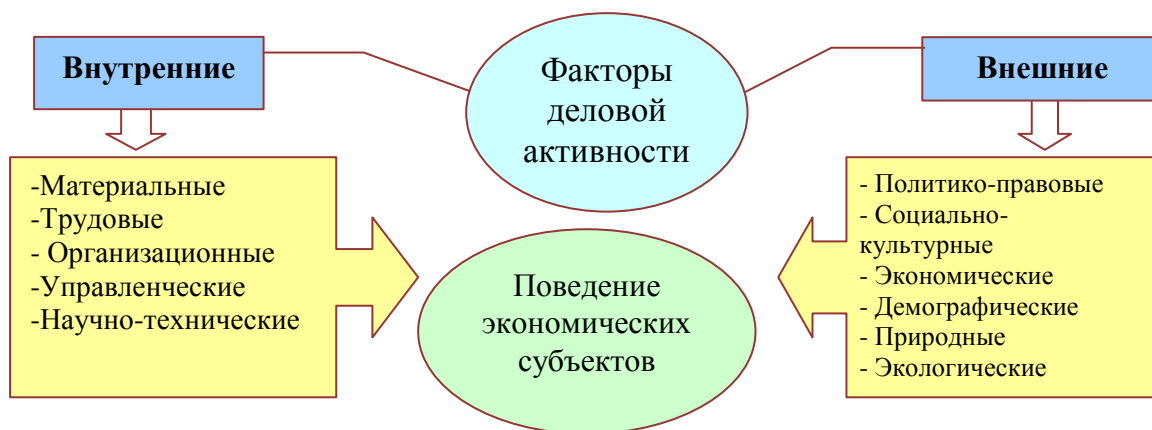 Внутренние
Факторы
деловой
активности
Внешние
-Материальные
-Трудовые
- Организационные
-Управленческие
-Научно-технические
Поведение
экономических
субъектов
- Политико-правовые
- Социально-
культурные
- Экономические
- Демографические
- Природные
- Экологические